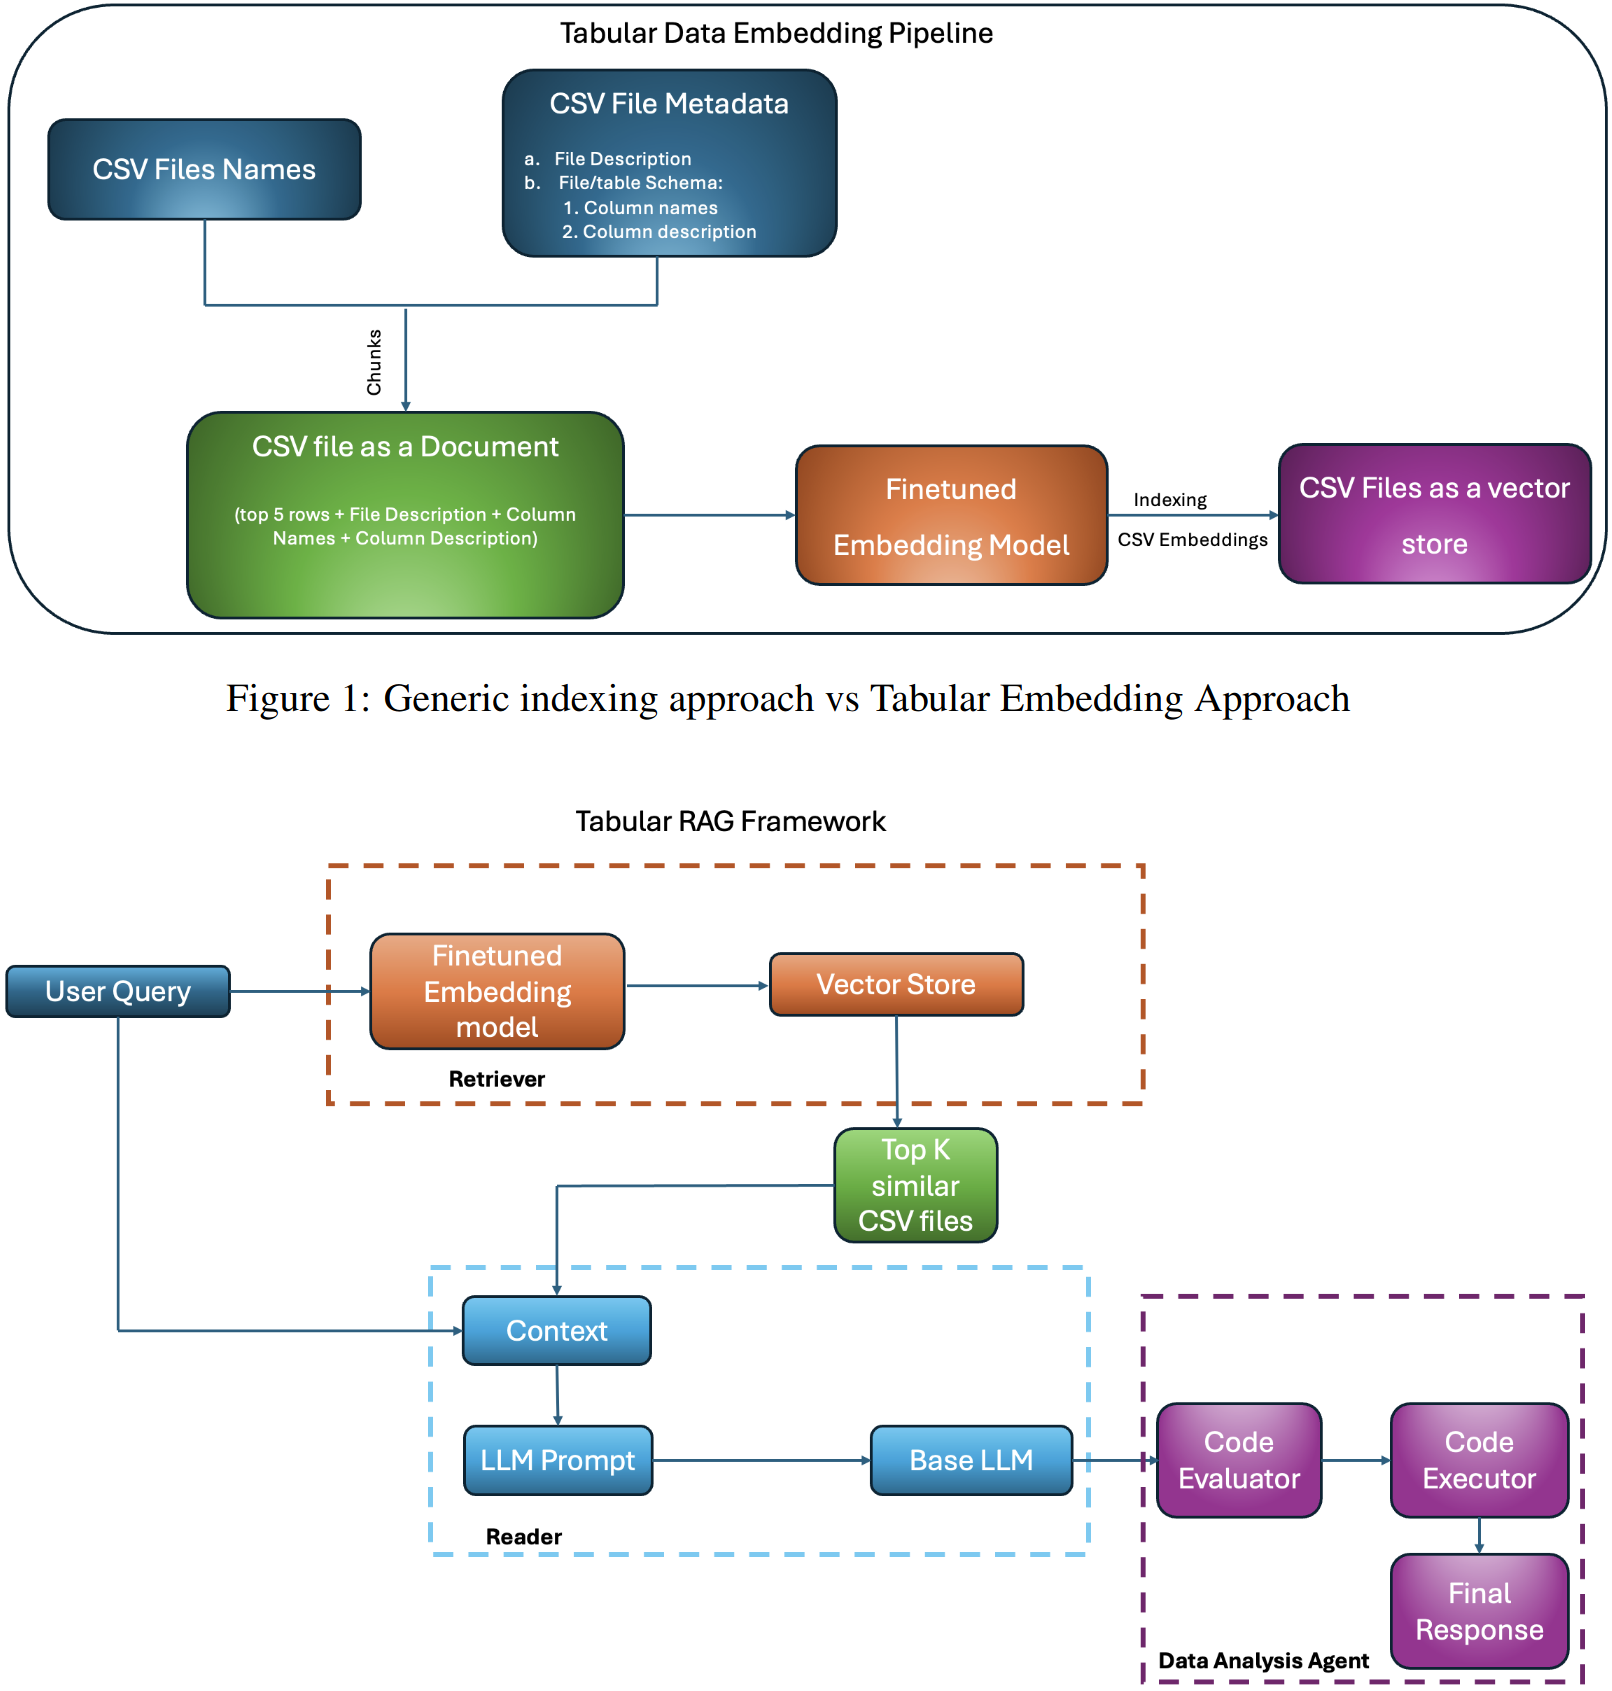 Tabular Data Embedding Pipeline
CSV Files Names
CSV File Metadata
a. File Description
b. File/table Schema:
1. Column names
2. Column description
Chunks
CSV file as a Document
(top 5 rows + File Description + Column
Names + Column Description)
Finetuned
Embedding Model
Indexing
CSV Embeddings
CSV Files as a vector
store
Figure 1: Generic indexing approach vs Tabular Embedding Approach
Tabular RAG Framework
User Query
Finetuned
Embedding
model
Vector Store
Retriever
Top K
similar
CSV files
Context
LLM Prompt
Base LLM
Reader
Code
Evaluator
Code
Executor
Final
Response
Data Analysis Agent